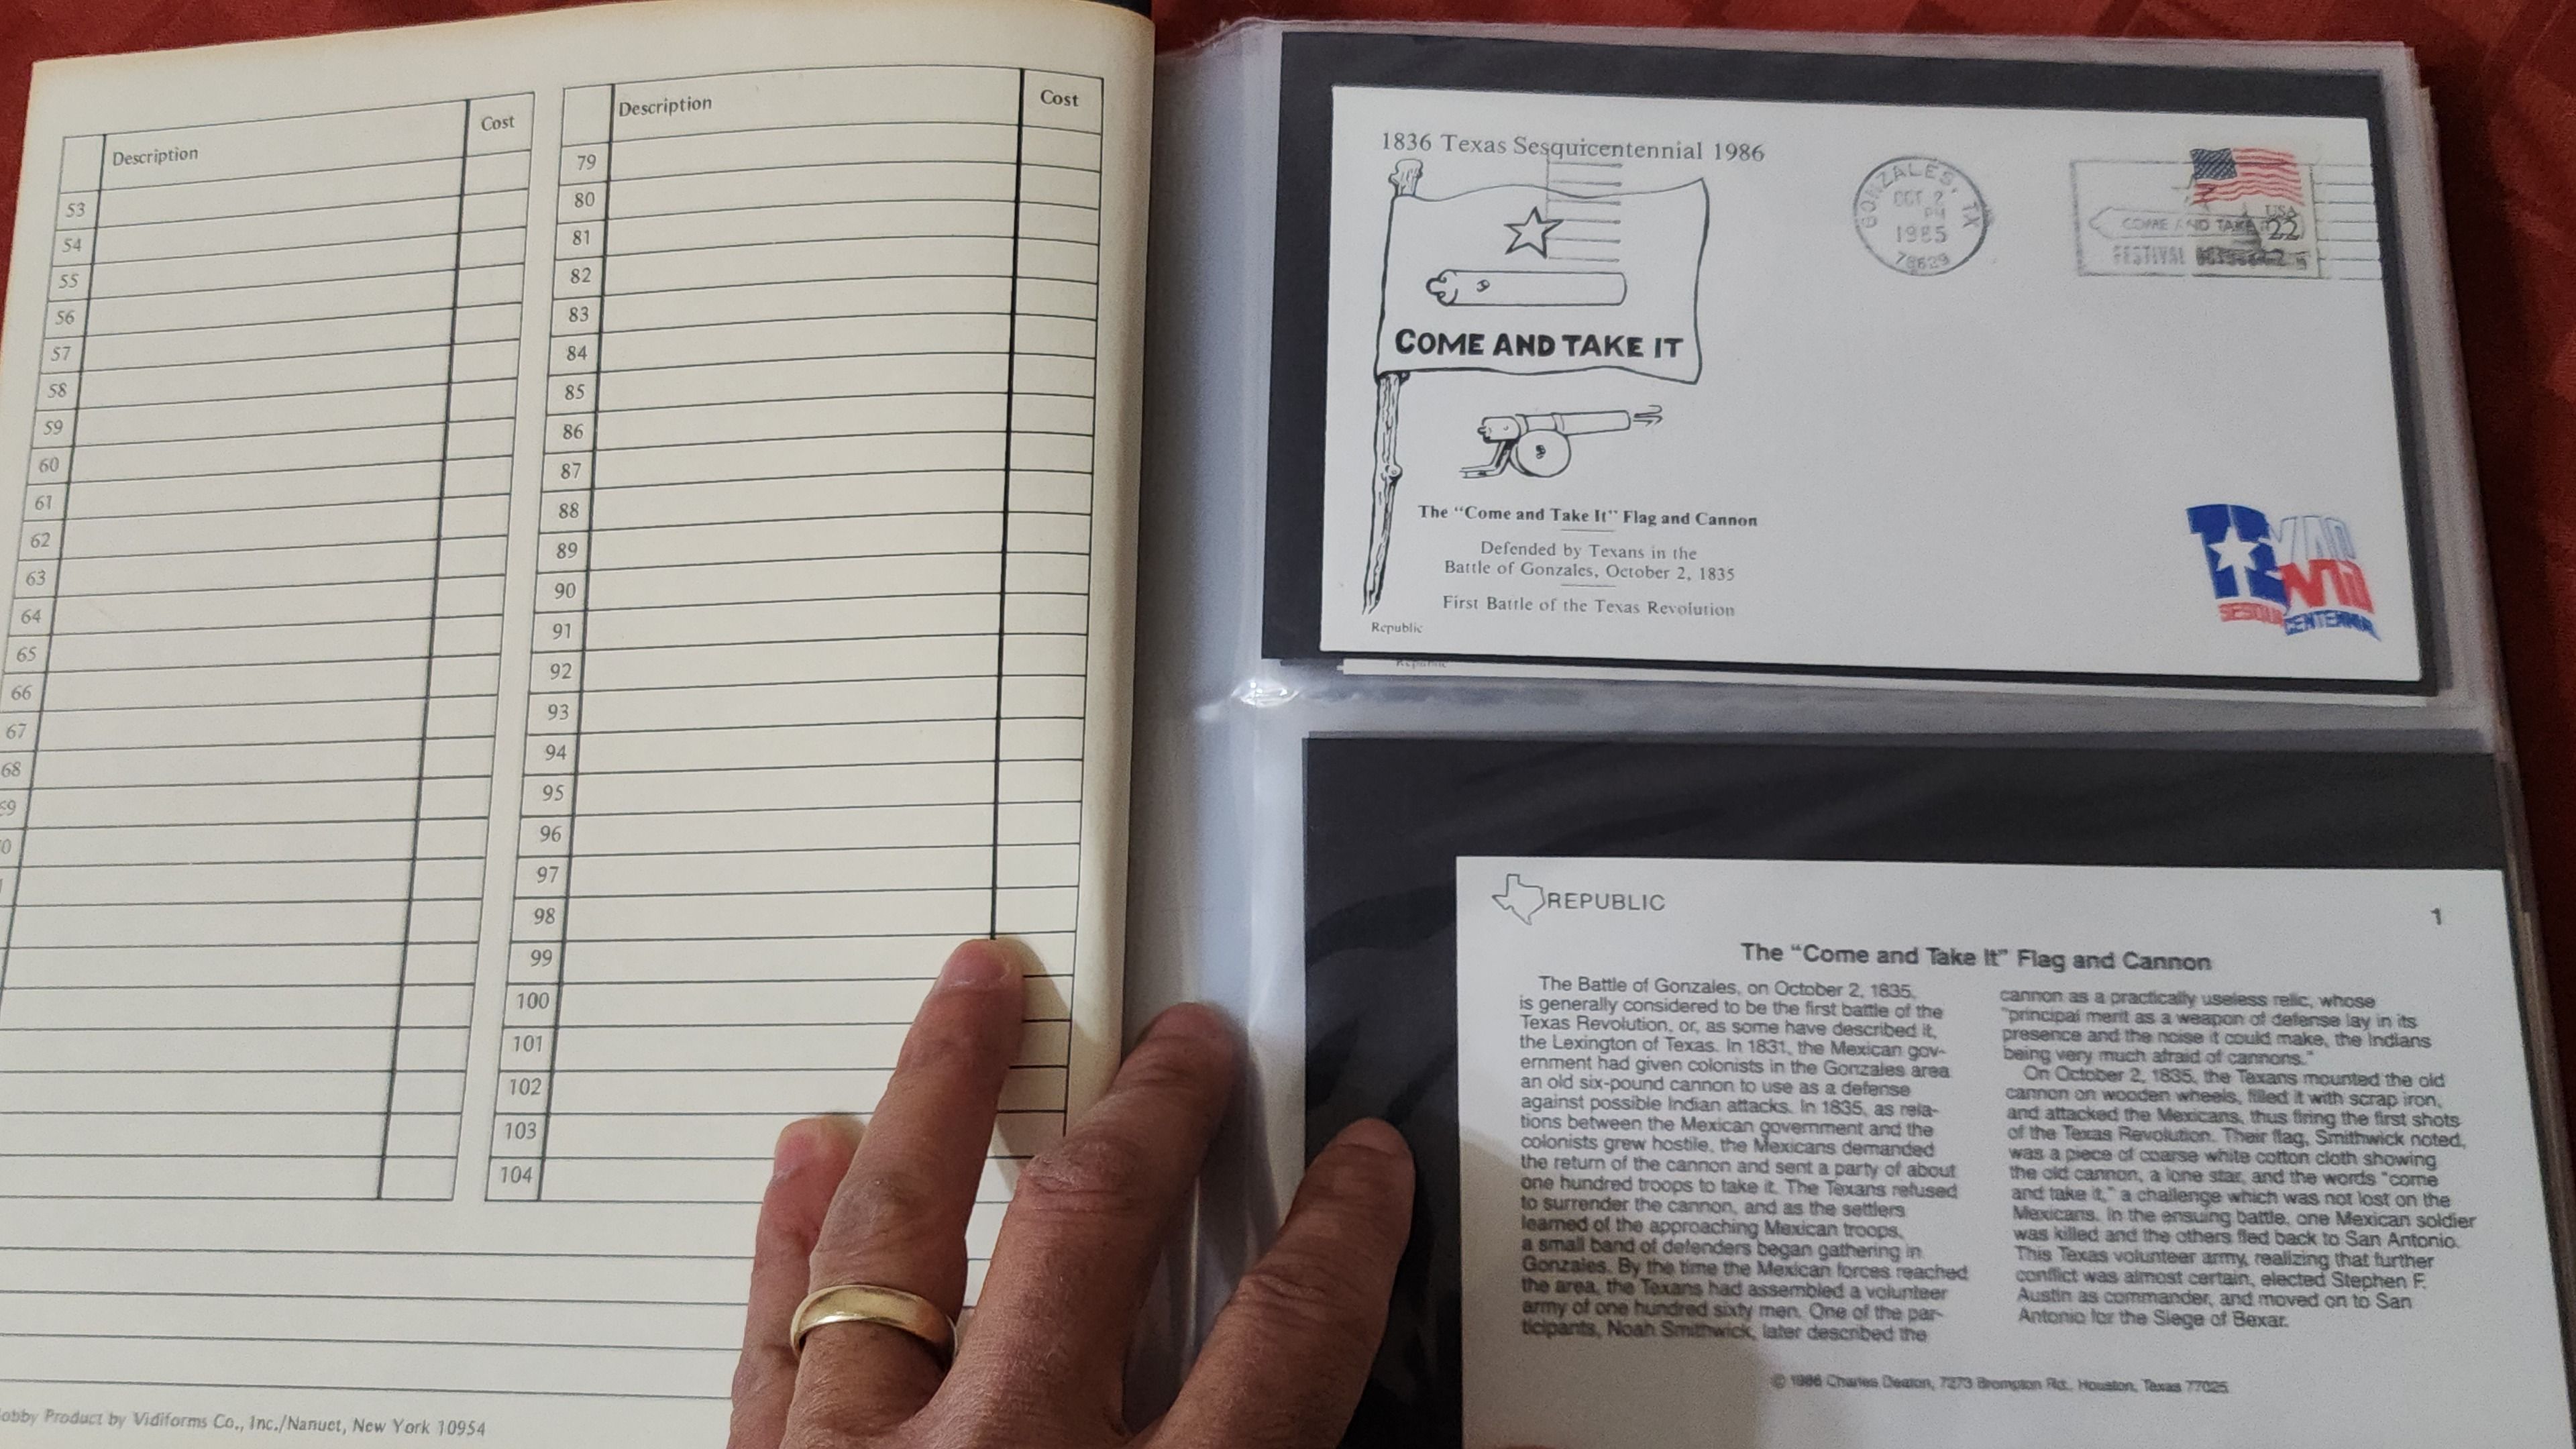 Description Cost
53
54
55
56
57
58
59
60
61
62
63
64
65
66
67
68
Description Cost
79
80
81
82
83
84
85
86
87
88
89
90
91
92
93
94
95
96
97
98
99
100
101
102
103
104
Product by Vidiforms Co., Inc./Nanuet, New York 10954
1836 Texas Sesquicentennial 1986
COME AND TAKE IT
The “Come and Take It” Flag and Cannon
Defended by Texans in the
Battle of Gonzales, October 2, 1835
First Battle of the Texas Revolution
Republic
GONZALES, TX
OCT 2
PM
1985
78629
USA
22
COME AND TAKE
FESTIVAL
TEXAS
SESQUICENTENNIAL
Republic
REPUBLIC
1
The “Come and Take It” Flag and Cannon
The Battle of Gonzales, on October 2, 1835,
is generally considered to be the first battle of the
Texas Revolution, or, as some have described it,
the Lexington of Texas. In 1831, the Mexican gov-
ernment had given colonists in the Gonzales area
an old six-pound cannon to use as a defense
against possible Indian attacks. In 1835, as rela-
tions between the Mexican government and the
colonists grew hostile, the Mexicans demanded
the return of the cannon and sent a party of about
one hundred troops to take it. The Texans refused
to surrender the cannon, and as the settlers
learned of the approaching Mexican troops,
a small band of defenders began gathering in
Gonzales. By the time the Mexican forces reached
the area, the Texans had assembled a volunteer
army of one hundred sixty men. One of the par-
ticipants, Noah Smithwick, later described the
cannon as a practically useless relic, whose
“principal merit as a weapon of defense lay in its
presence and the noise it could make, the Indians
being very much afraid of cannons.”
On October 2, 1835, the Texans mounted the old
cannon on wooden wheels, filled it with scrap iron,
and attacked the Mexicans, thus firing the first shots
of the Texas Revolution. Their flag, Smithwick noted,
was a piece of coarse white cotton cloth showing
the old cannon, a lone star, and the words “come
and take it,” a challenge which was not lost on the
Mexicans. In the ensuing battle, one Mexican soldier
was killed and the others fled back to San Antonio.
This Texas volunteer army, realizing that further
conflict was almost certain, elected Stephen F.
Austin as commander, and moved on to San
Antonio for the Siege of Bexar.
© 1986 Charles Deaton, 7273 Brompton Rd., Houston, Texas 77025